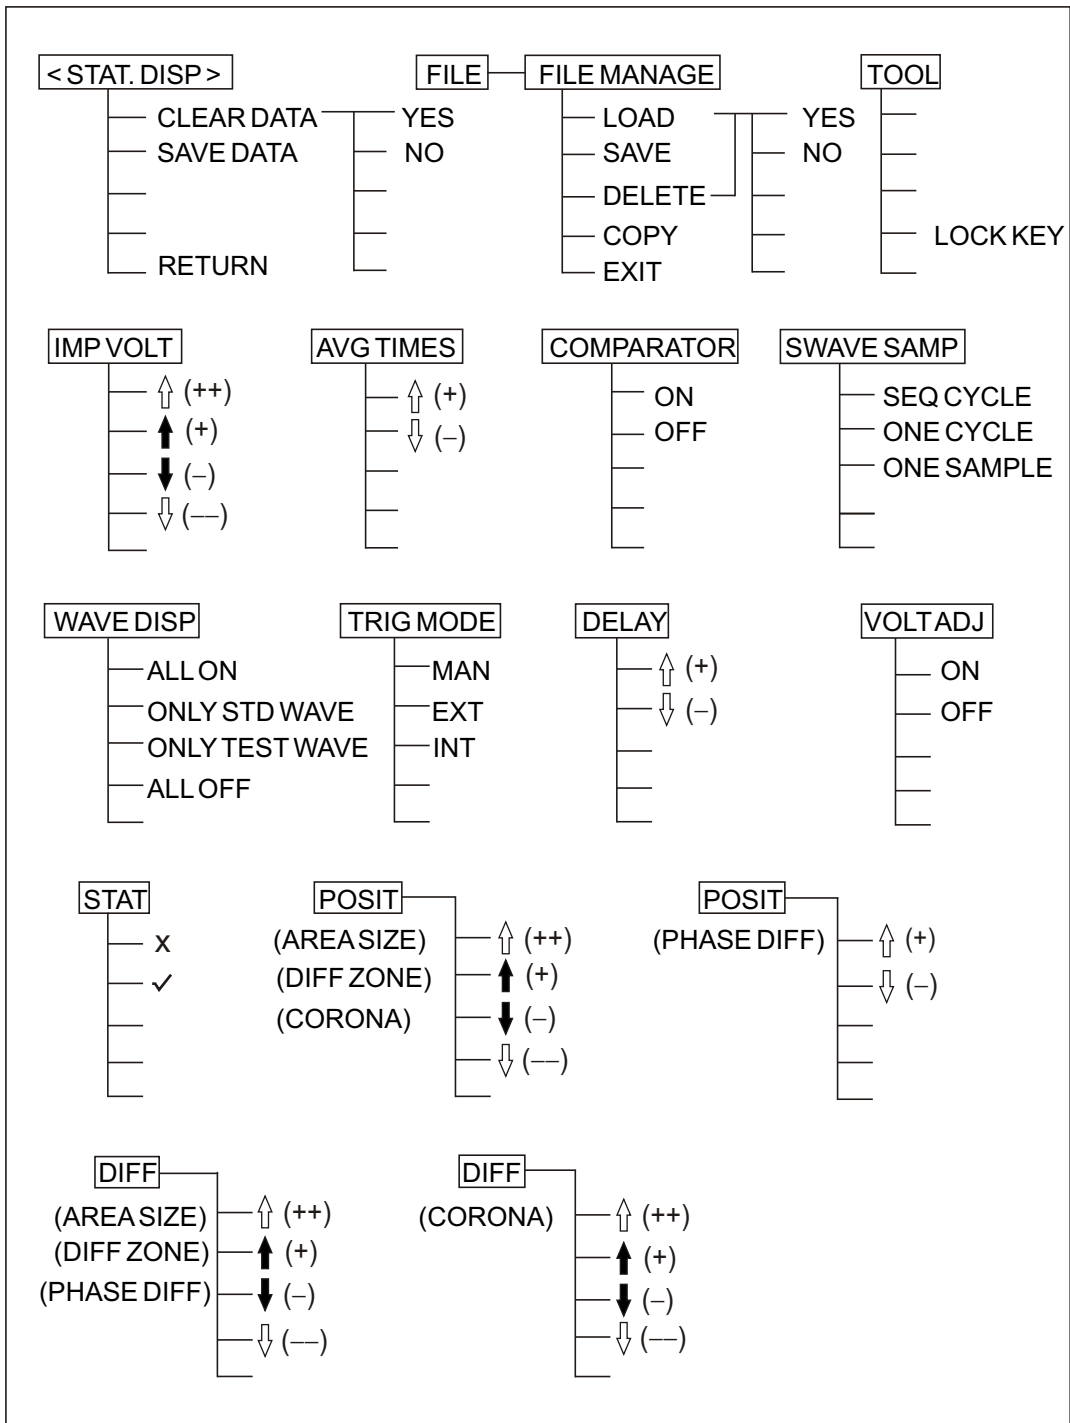 < STAT. DISP >
CLEAR DATA
YES
SAVE DATA
NO
RETURN
FILE
FILE MANAGE
LOAD
YES
SAVE
NO
DELETE
COPY
EXIT
TOOL
LOCK KEY
IMP VOLT
⇧ (++)
⬆ (+)
⬇ (−)
⇩ (−−)
AVG TIMES
⇧ (+)
⇩ (−)
COMPARATOR
ON
OFF
SWAVE SAMP
SEQ CYCLE
ONE CYCLE
ONE SAMPLE
WAVE DISP
ALL ON
ONLY STD WAVE
ONLY TEST WAVE
ALL OFF
TRIG MODE
MAN
EXT
INT
DELAY
⇧ (+)
⇩ (−)
VOLT ADJ
ON
OFF
STAT
x
✓
POSIT
(AREA SIZE) ⇧ (++)
(DIFF ZONE) ⬆ (+)
(CORONA) ⬇ (−)
⇩ (−−)
POSIT
(PHASE DIFF) ⇧ (+)
⇩ (−)
DIFF
(AREA SIZE) ⇧ (++)
(DIFF ZONE) ⬆ (+)
(PHASE DIFF) ⬇ (−)
⇩ (−−)
DIFF
(CORONA) ⇧ (++)
⬆ (+)
⬇ (−)
⇩ (−−)